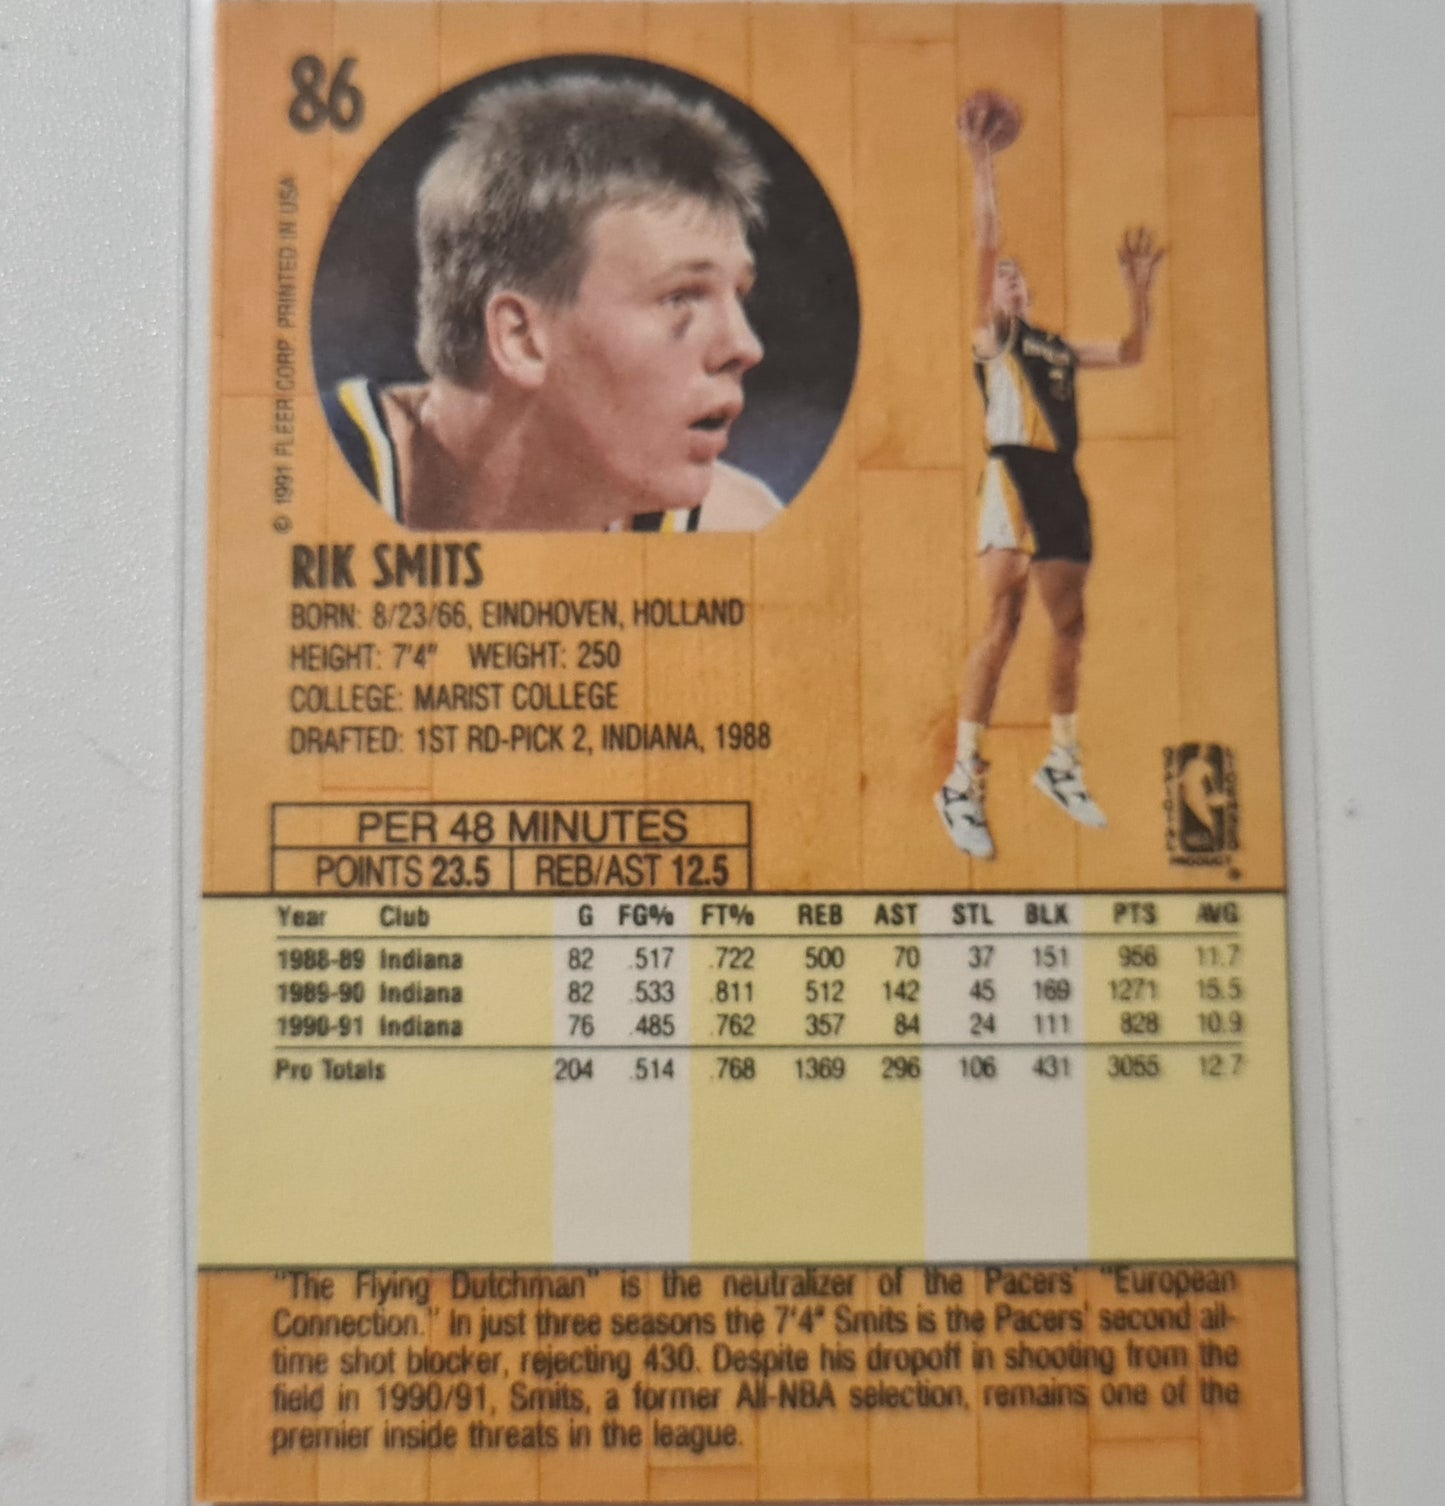 86
© 1991 FLEER CORP. PRINTED IN USA
RIK SMITS
BORN: 8/23/66, EINDHOVEN, HOLLAND
HEIGHT: 7'4" WEIGHT: 250
COLLEGE: MARIST COLLEGE
DRAFTED: 1ST RD-PICK 2, INDIANA, 1988
OFFICIAL LICENSED
NBA
PRODUCT
PER 48 MINUTES
POINTS 23.5 REB/AST 12.5
Year Club G FG% FT% REB AST STL BLK PTS AVG
1988-89 Indiana 82 .517 .722 500 70 37 151 956 11.7
1989-90 Indiana 82 .533 .811 512 142 45 169 1271 15.5
1990-91 Indiana 76 .485 .762 357 84 24 111 828 10.9
Pro Totals 204 .514 .768 1369 296 106 431 3055 12.7
"The Flying Dutchman" is the neutralizer of the Pacers' "European
Connection." In just three seasons the 7'4" Smits is the Pacers' second all-
time shot blocker, rejecting 430. Despite his dropoff in shooting from the
field in 1990/91, Smits, a former All-NBA selection, remains one of the
premier inside threats in the league.